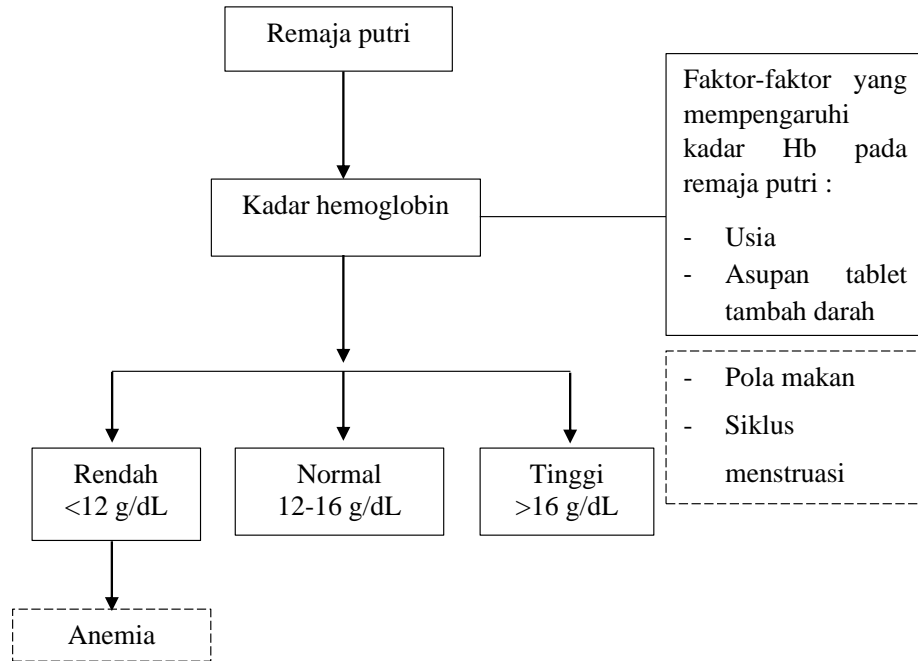 Remaja putri
Kadar hemoglobin
Faktor-faktor yang
mempengaruhi
kadar Hb pada
remaja putri :
- Usia
- Asupan tablet
tambah darah
- Pola makan
- Siklus
menstruasi
Rendah
<12 g/dL
Normal
12-16 g/dL
Tinggi
>16 g/dL
Anemia